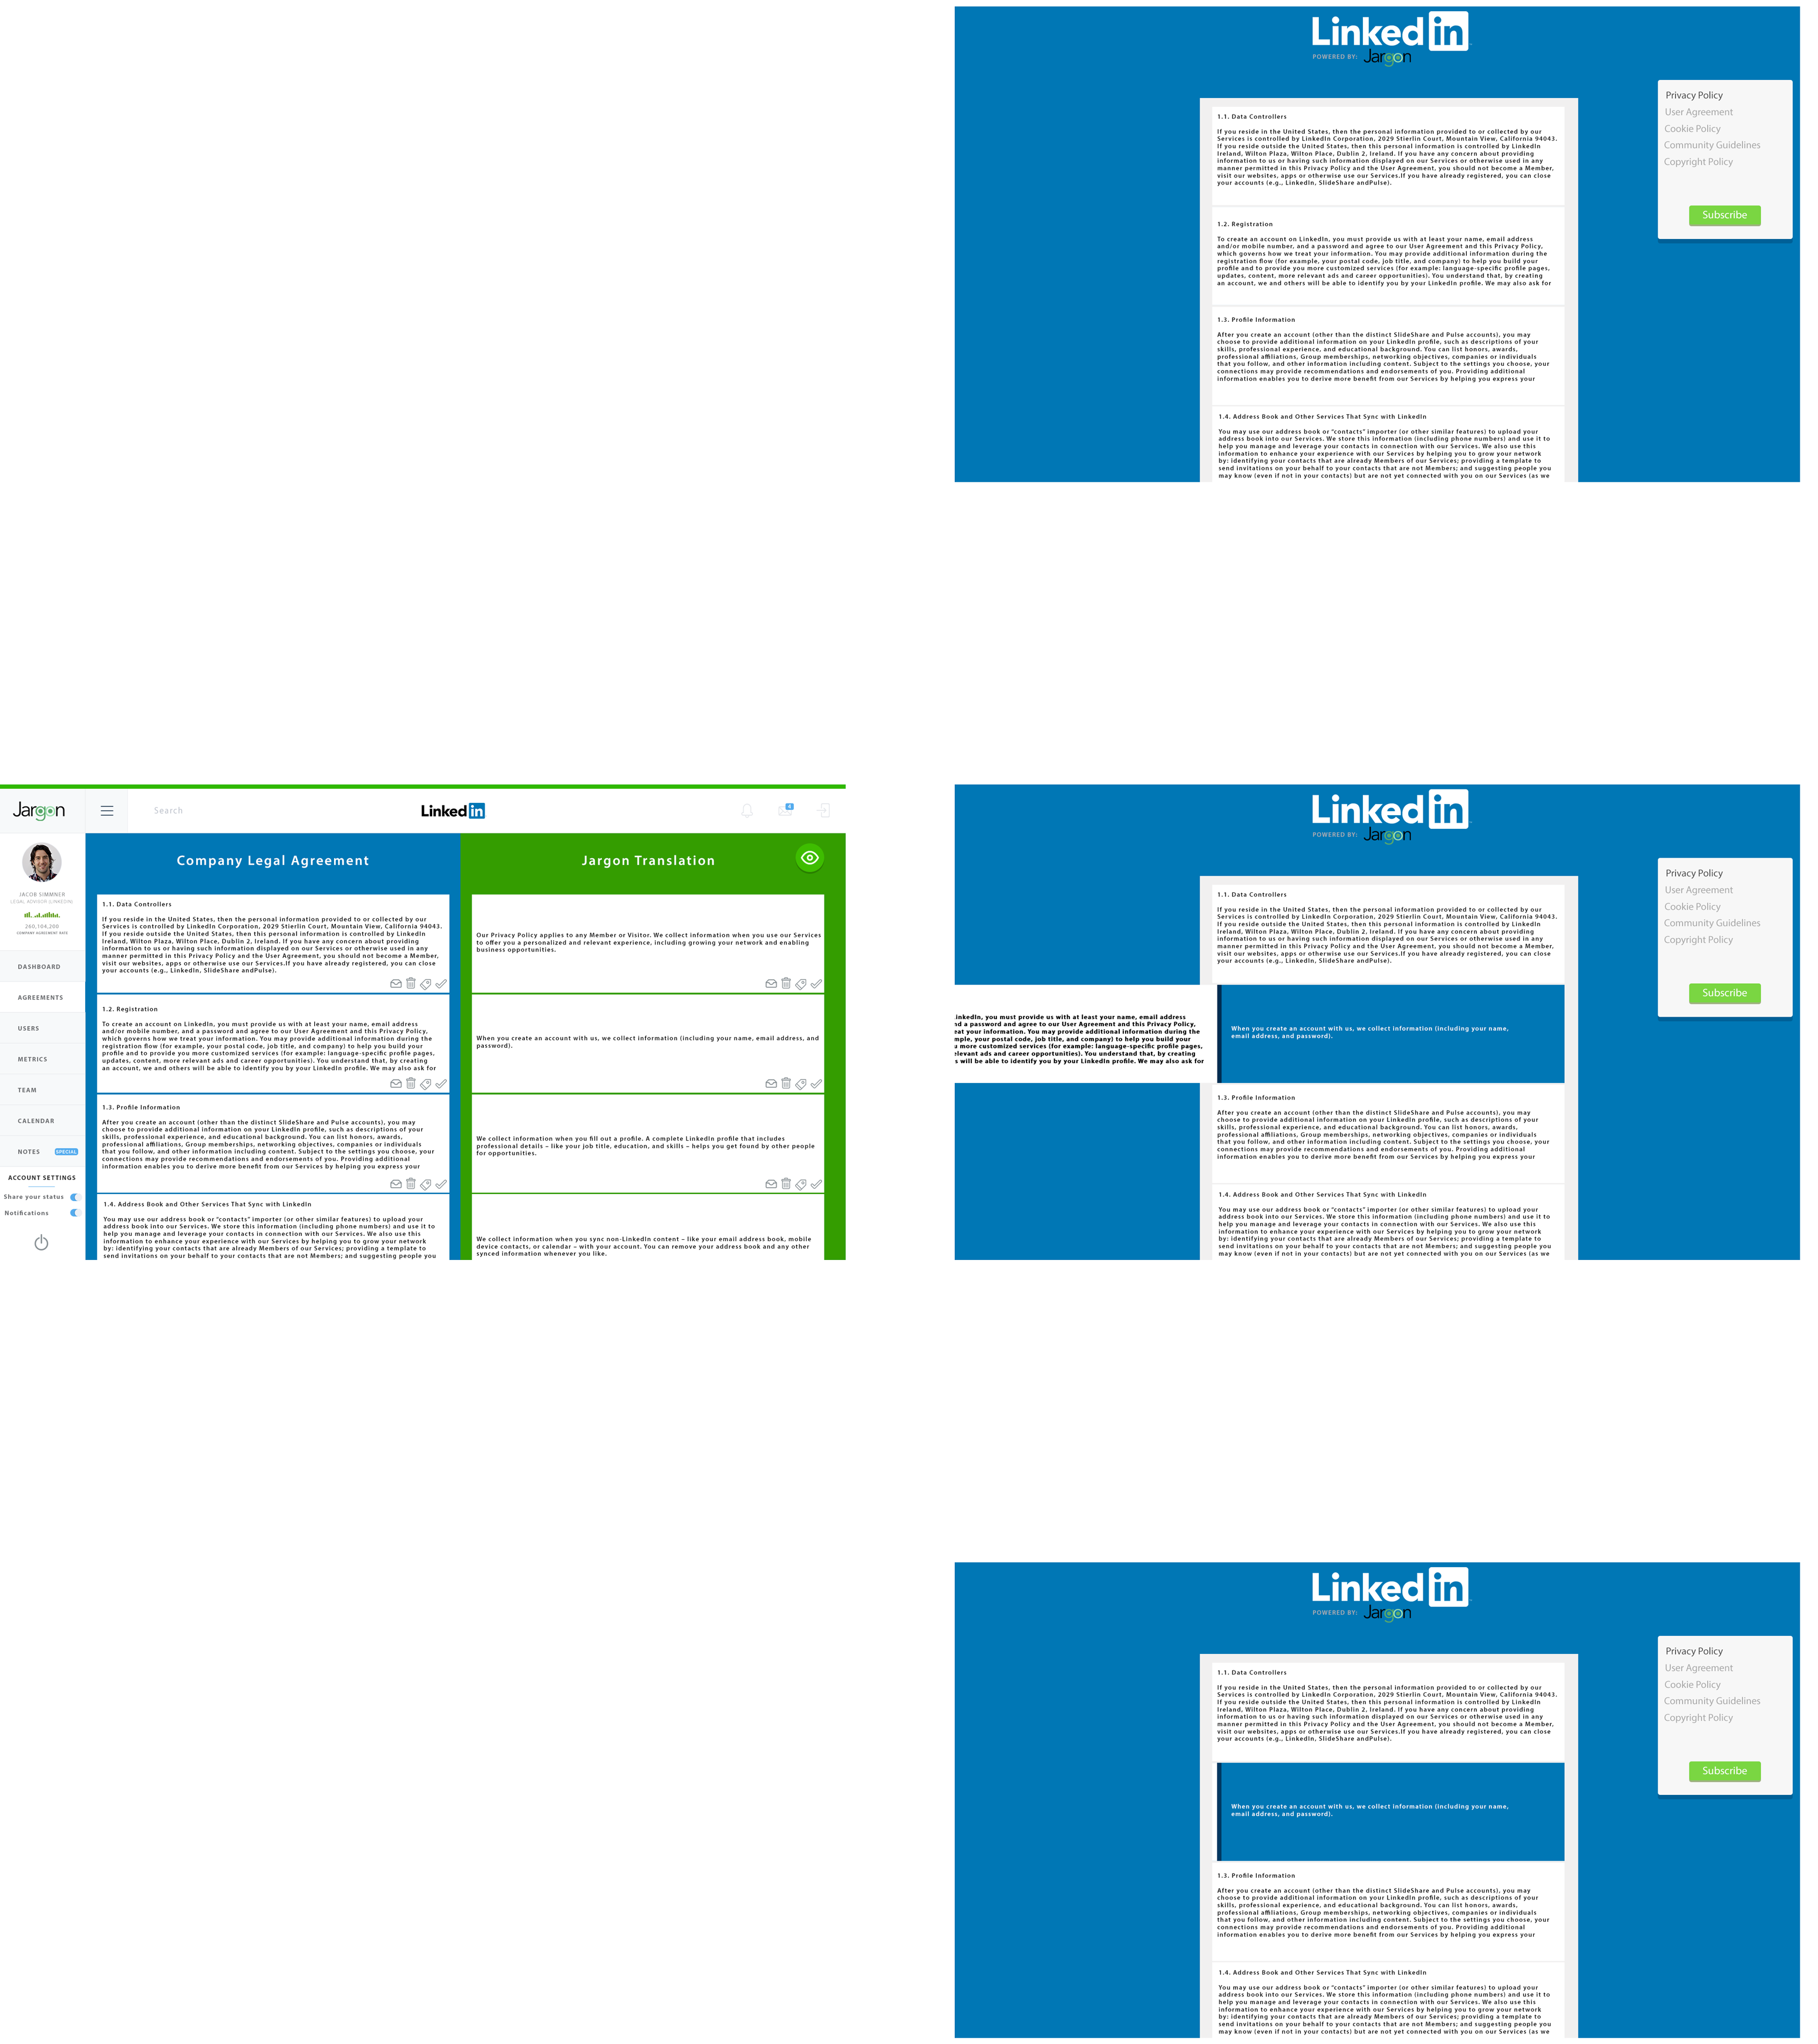 Linked in
POWERED BY: Jargon
Privacy Policy
User Agreement
Cookie Policy
Community Guidelines
Copyright Policy
Subscribe
1.1. Data Controllers
If you reside in the United States, then the personal information provided to or collected by our
Services is controlled by LinkedIn Corporation, 2029 Stierlin Court, Mountain View, California 94043.
If you reside outside the United States, then this personal information is controlled by LinkedIn
Ireland, Wilton Plaza, Wilton Place, Dublin 2, Ireland. If you have any concern about providing
information to us or having such information displayed on our Services or otherwise used in any
manner permitted in this Privacy Policy and the User Agreement, you should not become a Member,
visit our websites, apps or otherwise use our Services.If you have already registered, you can close
your accounts (e.g., LinkedIn, SlideShare andPulse).
1.2. Registration
To create an account on LinkedIn, you must provide us with at least your name, email address
and/or mobile number, and a password and agree to our User Agreement and this Privacy Policy,
which governs how we treat your information. You may provide additional information during the
registration flow (for example, your postal code, job title, and company) to help you build your
profile and to provide you more customized services (for example: language-specific profile pages,
updates, content, more relevant ads and career opportunities). You understand that, by creating
an account, we and others will be able to identify you by your LinkedIn profile. We may also ask for
1.3. Profile Information
After you create an account (other than the distinct SlideShare and Pulse accounts), you may
choose to provide additional information on your LinkedIn profile, such as descriptions of your
skills, professional experience, and educational background. You can list honors, awards,
professional affiliations, Group memberships, networking objectives, companies or individuals
that you follow, and other information including content. Subject to the settings you choose, your
connections may provide recommendations and endorsements of you. Providing additional
information enables you to derive more benefit from our Services by helping you express your
1.4. Address Book and Other Services That Sync with LinkedIn
You may use our address book or “contacts” importer (or other similar features) to upload your
address book into our Services. We store this information (including phone numbers) and use it to
help you manage and leverage your contacts in connection with our Services. We also use this
information to enhance your experience with our Services by helping you to grow your network
by: identifying your contacts that are already Members of our Services; providing a template to
send invitations on your behalf to your contacts that are not Members; and suggesting people you
may know (even if not in your contacts) but are not yet connected with you on our Services (as we
Jargon
Search
Linked in
4
JACOB SIMMNER
LEGAL ADVISOR (LINKEDIN)
260,104,200
COMPANY AGREEMENT RATE
DASHBOARD
AGREEMENTS
USERS
METRICS
TEAM
CALENDAR
NOTES SPECIAL
ACCOUNT SETTINGS
Share your status
Notifications
Company Legal Agreement
1.1. Data Controllers
If you reside in the United States, then the personal information provided to or collected by our
Services is controlled by LinkedIn Corporation, 2029 Stierlin Court, Mountain View, California 94043.
If you reside outside the United States, then this personal information is controlled by LinkedIn
Ireland, Wilton Plaza, Wilton Place, Dublin 2, Ireland. If you have any concern about providing
information to us or having such information displayed on our Services or otherwise used in any
manner permitted in this Privacy Policy and the User Agreement, you should not become a Member,
visit our websites, apps or otherwise use our Services.If you have already registered, you can close
your accounts (e.g., LinkedIn, SlideShare andPulse).
1.2. Registration
To create an account on LinkedIn, you must provide us with at least your name, email address
and/or mobile number, and a password and agree to our User Agreement and this Privacy Policy,
which governs how we treat your information. You may provide additional information during the
registration flow (for example, your postal code, job title, and company) to help you build your
profile and to provide you more customized services (for example: language-specific profile pages,
updates, content, more relevant ads and career opportunities). You understand that, by creating
an account, we and others will be able to identify you by your LinkedIn profile. We may also ask for
1.3. Profile Information
After you create an account (other than the distinct SlideShare and Pulse accounts), you may
choose to provide additional information on your LinkedIn profile, such as descriptions of your
skills, professional experience, and educational background. You can list honors, awards,
professional affiliations, Group memberships, networking objectives, companies or individuals
that you follow, and other information including content. Subject to the settings you choose, your
connections may provide recommendations and endorsements of you. Providing additional
information enables you to derive more benefit from our Services by helping you express your
1.4. Address Book and Other Services That Sync with LinkedIn
You may use our address book or “contacts” importer (or other similar features) to upload your
address book into our Services. We store this information (including phone numbers) and use it to
help you manage and leverage your contacts in connection with our Services. We also use this
information to enhance your experience with our Services by helping you to grow your network
by: identifying your contacts that are already Members of our Services; providing a template to
send invitations on your behalf to your contacts that are not Members; and suggesting people you
Jargon Translation
Our Privacy Policy applies to any Member or Visitor. We collect information when you use our Services
to offer you a personalized and relevant experience, including growing your network and enabling
business opportunities.
When you create an account with us, we collect information (including your name, email address, and
password).
We collect information when you fill out a profile. A complete LinkedIn profile that includes
professional details – like your job title, education, and skills – helps you get found by other people
for opportunities.
We collect information when you sync non-LinkedIn content – like your email address book, mobile
device contacts, or calendar – with your account. You can remove your address book and any other
synced information whenever you like.
Linked in
POWERED BY: Jargon
Privacy Policy
User Agreement
Cookie Policy
Community Guidelines
Copyright Policy
Subscribe
1.1. Data Controllers
If you reside in the United States, then the personal information provided to or collected by our
Services is controlled by LinkedIn Corporation, 2029 Stierlin Court, Mountain View, California 94043.
If you reside outside the United States, then this personal information is controlled by LinkedIn
Ireland, Wilton Plaza, Wilton Place, Dublin 2, Ireland. If you have any concern about providing
information to us or having such information displayed on our Services or otherwise used in any
manner permitted in this Privacy Policy and the User Agreement, you should not become a Member,
visit our websites, apps or otherwise use our Services.If you have already registered, you can close
your accounts (e.g., LinkedIn, SlideShare andPulse).
inkedIn, you must provide us with at least your name, email address
nd a password and agree to our User Agreement and this Privacy Policy,
eat your information. You may provide additional information during the
mple, your postal code, job title, and company) to help you build your
more customized services (for example: language-specific profile pages,
elevant ads and career opportunities). You understand that, by creating
s will be able to identify you by your LinkedIn profile. We may also ask for
When you create an account with us, we collect information (including your name,
email address, and password).
1.3. Profile Information
After you create an account (other than the distinct SlideShare and Pulse accounts), you may
choose to provide additional information on your LinkedIn profile, such as descriptions of your
skills, professional experience, and educational background. You can list honors, awards,
professional affiliations, Group memberships, networking objectives, companies or individuals
that you follow, and other information including content. Subject to the settings you choose, your
connections may provide recommendations and endorsements of you. Providing additional
information enables you to derive more benefit from our Services by helping you express your
1.4. Address Book and Other Services That Sync with LinkedIn
You may use our address book or “contacts” importer (or other similar features) to upload your
address book into our Services. We store this information (including phone numbers) and use it to
help you manage and leverage your contacts in connection with our Services. We also use this
information to enhance your experience with our Services by helping you to grow your network
by: identifying your contacts that are already Members of our Services; providing a template to
send invitations on your behalf to your contacts that are not Members; and suggesting people you
may know (even if not in your contacts) but are not yet connected with you on our Services (as we
Linked in
POWERED BY: Jargon
Privacy Policy
User Agreement
Cookie Policy
Community Guidelines
Copyright Policy
Subscribe
1.1. Data Controllers
If you reside in the United States, then the personal information provided to or collected by our
Services is controlled by LinkedIn Corporation, 2029 Stierlin Court, Mountain View, California 94043.
If you reside outside the United States, then this personal information is controlled by LinkedIn
Ireland, Wilton Plaza, Wilton Place, Dublin 2, Ireland. If you have any concern about providing
information to us or having such information displayed on our Services or otherwise used in any
manner permitted in this Privacy Policy and the User Agreement, you should not become a Member,
visit our websites, apps or otherwise use our Services.If you have already registered, you can close
your accounts (e.g., LinkedIn, SlideShare andPulse).
When you create an account with us, we collect information (including your name,
email address, and password).
1.3. Profile Information
After you create an account (other than the distinct SlideShare and Pulse accounts), you may
choose to provide additional information on your LinkedIn profile, such as descriptions of your
skills, professional experience, and educational background. You can list honors, awards,
professional affiliations, Group memberships, networking objectives, companies or individuals
that you follow, and other information including content. Subject to the settings you choose, your
connections may provide recommendations and endorsements of you. Providing additional
information enables you to derive more benefit from our Services by helping you express your
1.4. Address Book and Other Services That Sync with LinkedIn
You may use our address book or “contacts” importer (or other similar features) to upload your
address book into our Services. We store this information (including phone numbers) and use it to
help you manage and leverage your contacts in connection with our Services. We also use this
information to enhance your experience with our Services by helping you to grow your network
by: identifying your contacts that are already Members of our Services; providing a template to
send invitations on your behalf to your contacts that are not Members; and suggesting people you
may know (even if not in your contacts) but are not yet connected with you on our Services (as we